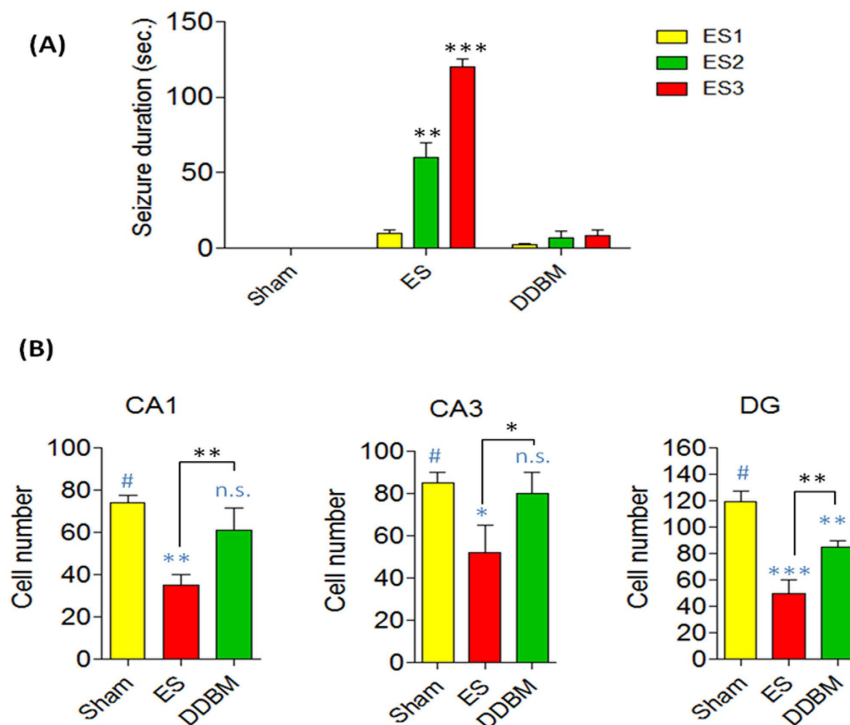 (A)
Seizure duration (sec.)
150
100
50
0
**
***
Sham
ES
DDBM
ES1
ES2
ES3
(B)
CA1
Cell number
100
80
60
40
20
0
#
**
**
n.s.
Sham
ES
DDBM
CA3
Cell number
100
80
60
40
20
0
#
*
*
n.s.
Sham
ES
DDBM
DG
Cell number
160
140
120
100
80
60
40
20
0
#
***
**
**
Sham
ES
DDBM